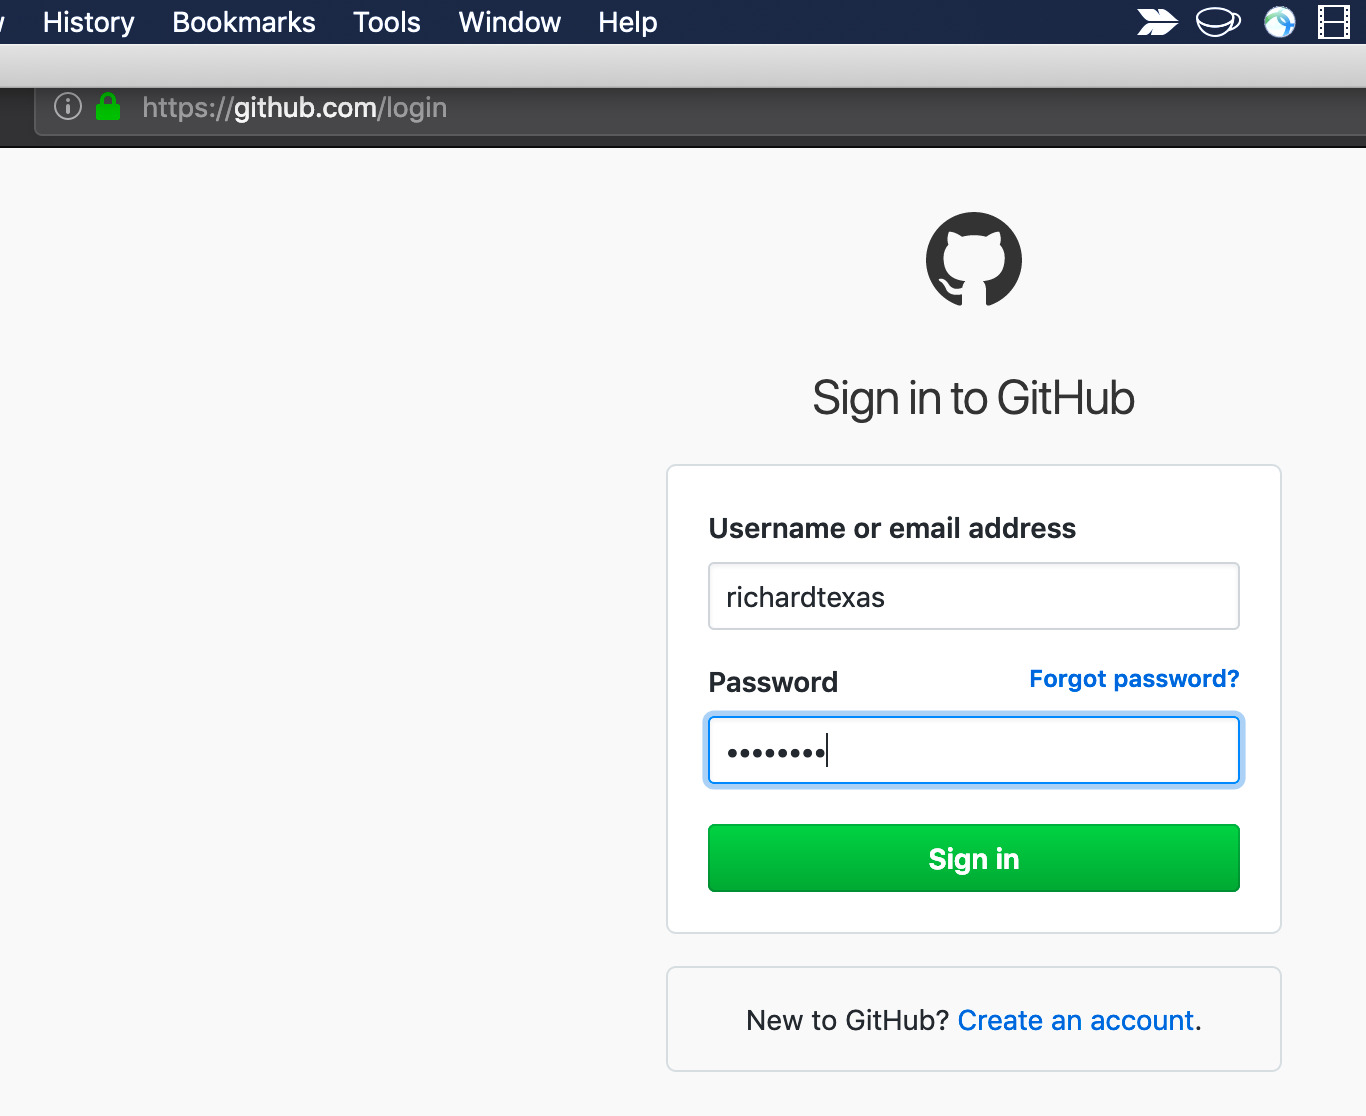 History Bookmarks Tools Window Help
https://github.com/login
Sign in to GitHub
Username or email address
richardtexas
Password Forgot password?
••••••••
Sign in
New to GitHub? Create an account.